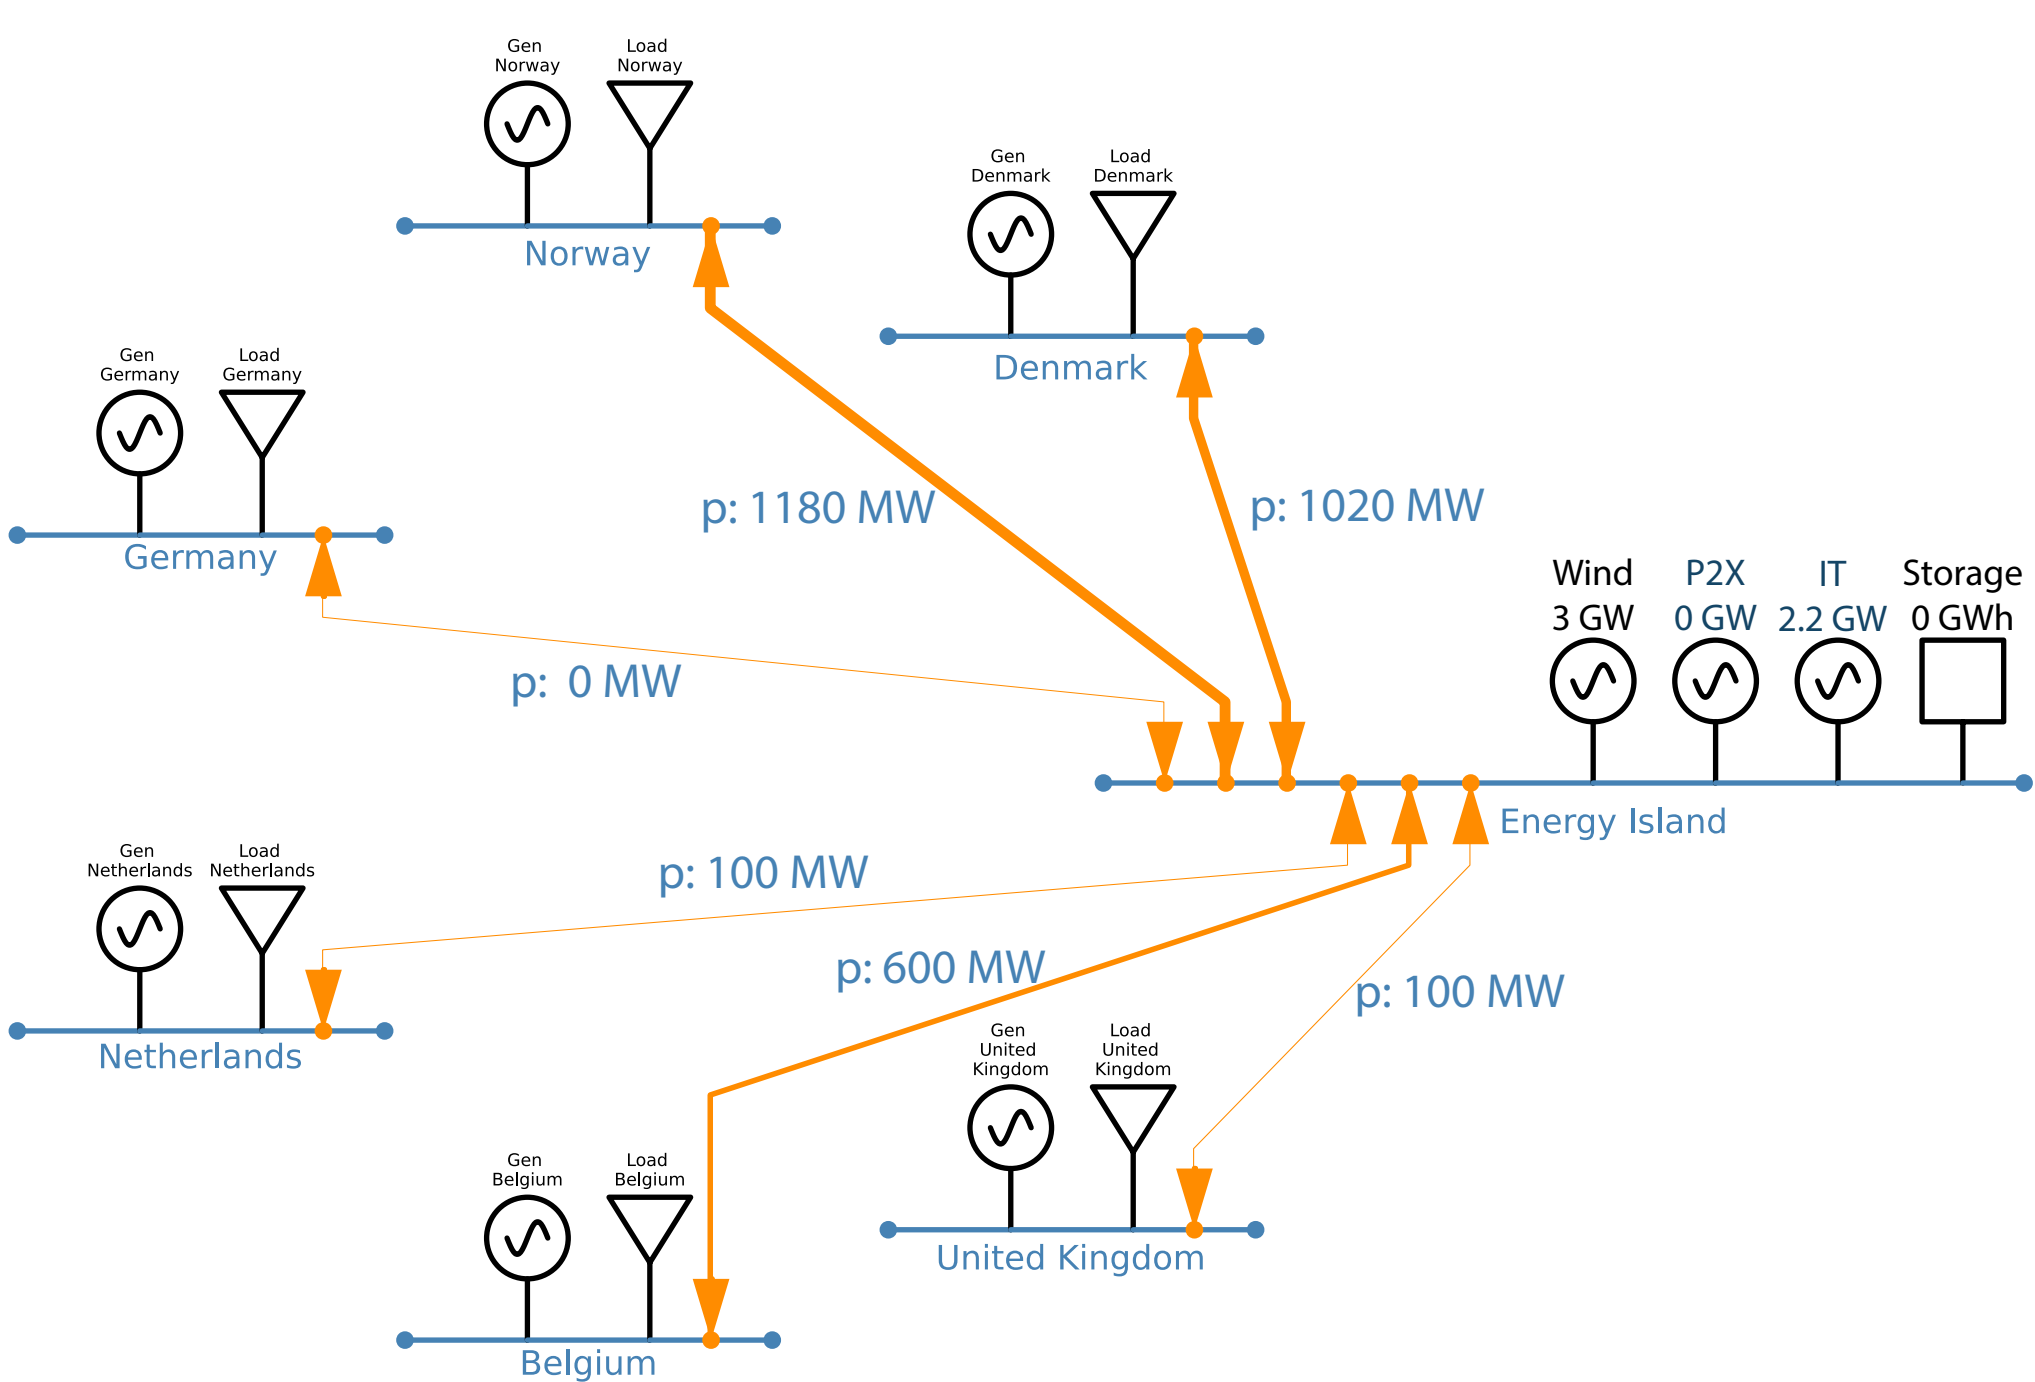 Gen
Norway
Load
Norway
Norway
Gen
Denmark
Load
Denmark
Denmark
Gen
Germany
Load
Germany
Germany
p: 1180 MW
p: 1020 MW
p: 0 MW
Wind
3 GW
P2X
0 GW
IT
2.2 GW
Storage
0 GWh
Energy Island
Gen
Netherlands
Load
Netherlands
Netherlands
p: 100 MW
p: 600 MW
p: 100 MW
Gen
United
Kingdom
Load
United
Kingdom
United Kingdom
Gen
Belgium
Load
Belgium
Belgium